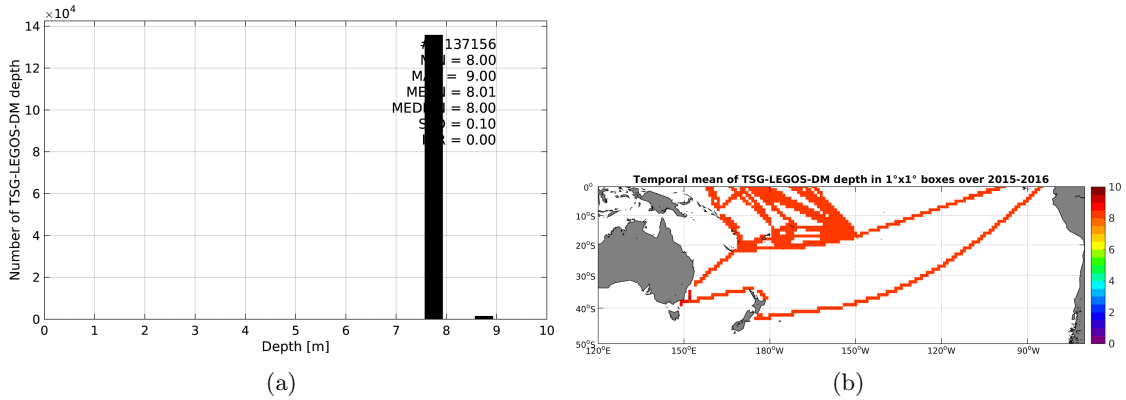 ×10⁴
14
12
10
8
6
4
2
0
Number of TSG-LEGOS-DM depth
137156
= 8.00
= 9.00
= 8.01
= 8.00
= 0.10
= 0.00
0 1 2 3 4 5 6 7 8 9 10
Depth [m]
(a)
Temporal mean of TSG-LEGOS-DM depth in 1°x1° boxes over 2015-2016
0°
10°S
20°S
30°S
40°S
50°S
120°E 150°E 180°W 150°W 120°W 90°W
10
8
6
4
2
0
(b)